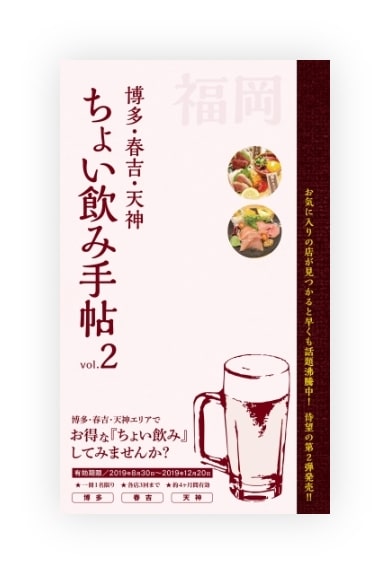 福岡
博多・春吉・天神
ちょい飲み手帖
vol.2
お気に入りの店が見つかると早くも話題沸騰中! 待望の第2弾発売!!
博多・春吉・天神エリアで
お得な『ちょい飲み』
してみませんか?
有効期限/2019年8月30日〜2019年12月20日
★一冊1名限り ★各店3回まで ★約4ヶ月間有効
博多 春吉 天神